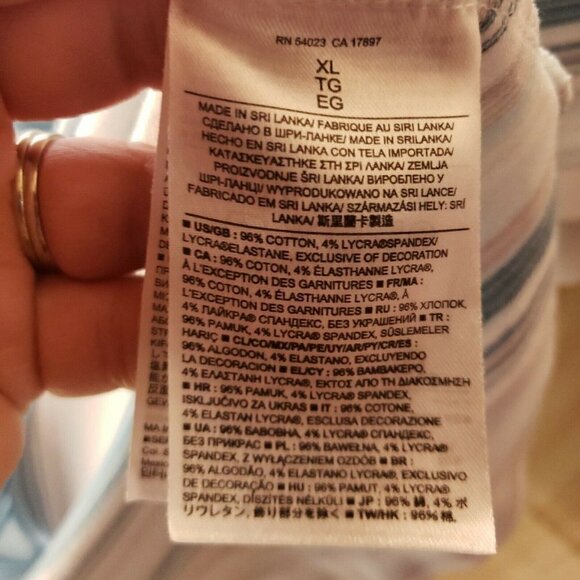 RN 54023 CA 17897
XL
TG
EG
MADE IN SRI LANKA/ FABRIQUE AU SIRI LANKA/
СДЕЛАНО В ШРИ-ЛАНКЕ/ MADE IN SRILANKA/
HECHO EN SRI LANKA CON TELA IMPORTADA/
ΚΑΤΑΣΚΕΥΑΣΤΗΚΕ ΣΤΗ ΣΡΙ ΛΑΝΚΑ/ ZEMLJA
PROIZVODNJE ŠRI LANKA/ ВИРОБЛЕНО У
ШРІ-ЛАНЦІ/ WYPRODUKOWANO NA SRI LANCE/
FABRICADO EM SRI LANKA/ SZÁRMAZÁSI HELY: SRÍ
LANKA/ 斯里蘭卡製造
■ US/GB: 96% COTTON, 4% LYCRA®SPANDEX/
LYCRA®ELASTANE, EXCLUSIVE OF DECORATION
■ CA : 96% COTON, 4% ÉLASTHANNE LYCRA®,
À L'EXCEPTION DES GARNITURES ■ FR/MA :
96% COTON, 4% ÉLASTHANNE LYCRA®, À
L'EXCEPTION DES GARNITURES ■ RU : 96% ХЛОПОК,
4% ЛАЙКРА® СПАНДЕКС, БЕЗ УКРАШЕНИЙ ■ TR :
96% PAMUK, 4% LYCRA® SPANDEX, SÜSLEMELER
HARIÇ ■ CL/CO/MX/PA/PE/UY/AR/PY/CR/ES :
96% ALGODON, 4% ELASTANO, EXCLUYENDO
LA DECORACION ■ EL/CY : 96% ΒΑΜΒΑΚΕΡΟ,
4% ΕΛΑΣΤΑΝΗ LYCRA®, ΕΚΤΟΣ ΑΠΟ ΤΗ ΔΙΑΚΟΣΜΗΣΗ
■ HR : 96% PAMUK, 4% LYCRA® SPANDEX,
ISKLJUČIVO ZA UKRAS ■ IT : 96% COTONE,
4% ELASTAN LYCRA®, ESCLUSA DECORAZIONE
■ UA : 96% БАВОВНА, 4% LYCRA® СПАНДЕКС,
БЕЗ ПРИКРАС ■ PL : 96% BAWEŁNA, 4% LYCRA®
SPANDEX, Z WYŁĄCZENIEM OZDÓB ■ BR :
96% ALGODÃO, 4% ELASTANO LYCRA®, EXCLUSIVO
DE DECORAÇÃO ■ HU : 96% PAMUT, 4% LYCRA®
SPANDEX, DÍSZÍTÉS NÉLKÜLI ■ JP : 96% 綿, 4% ポ
リウレタン, 飾り部分を除く ■ TW/HK : 96% 棉,